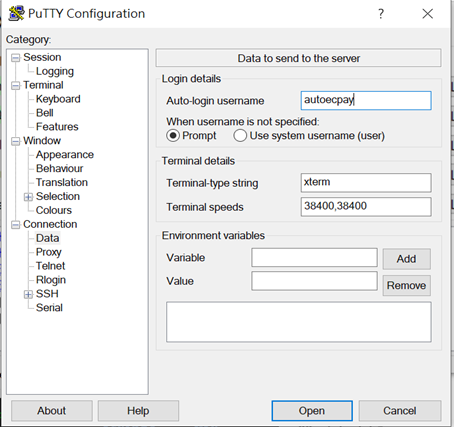 PuTTY Configuration
?
Category:
Session
Logging
Terminal
Keyboard
Bell
Features
Window
Appearance
Behaviour
Translation
Selection
Colours
Connection
Data
Proxy
Telnet
Rlogin
SSH
Serial
Data to send to the server
Login details
Auto-login username autoecpay
When username is not specified:
Prompt Use system username (user)
Terminal details
Terminal-type string xterm
Terminal speeds 38400,38400
Environment variables
Variable Add
Value Remove
About Help Open Cancel